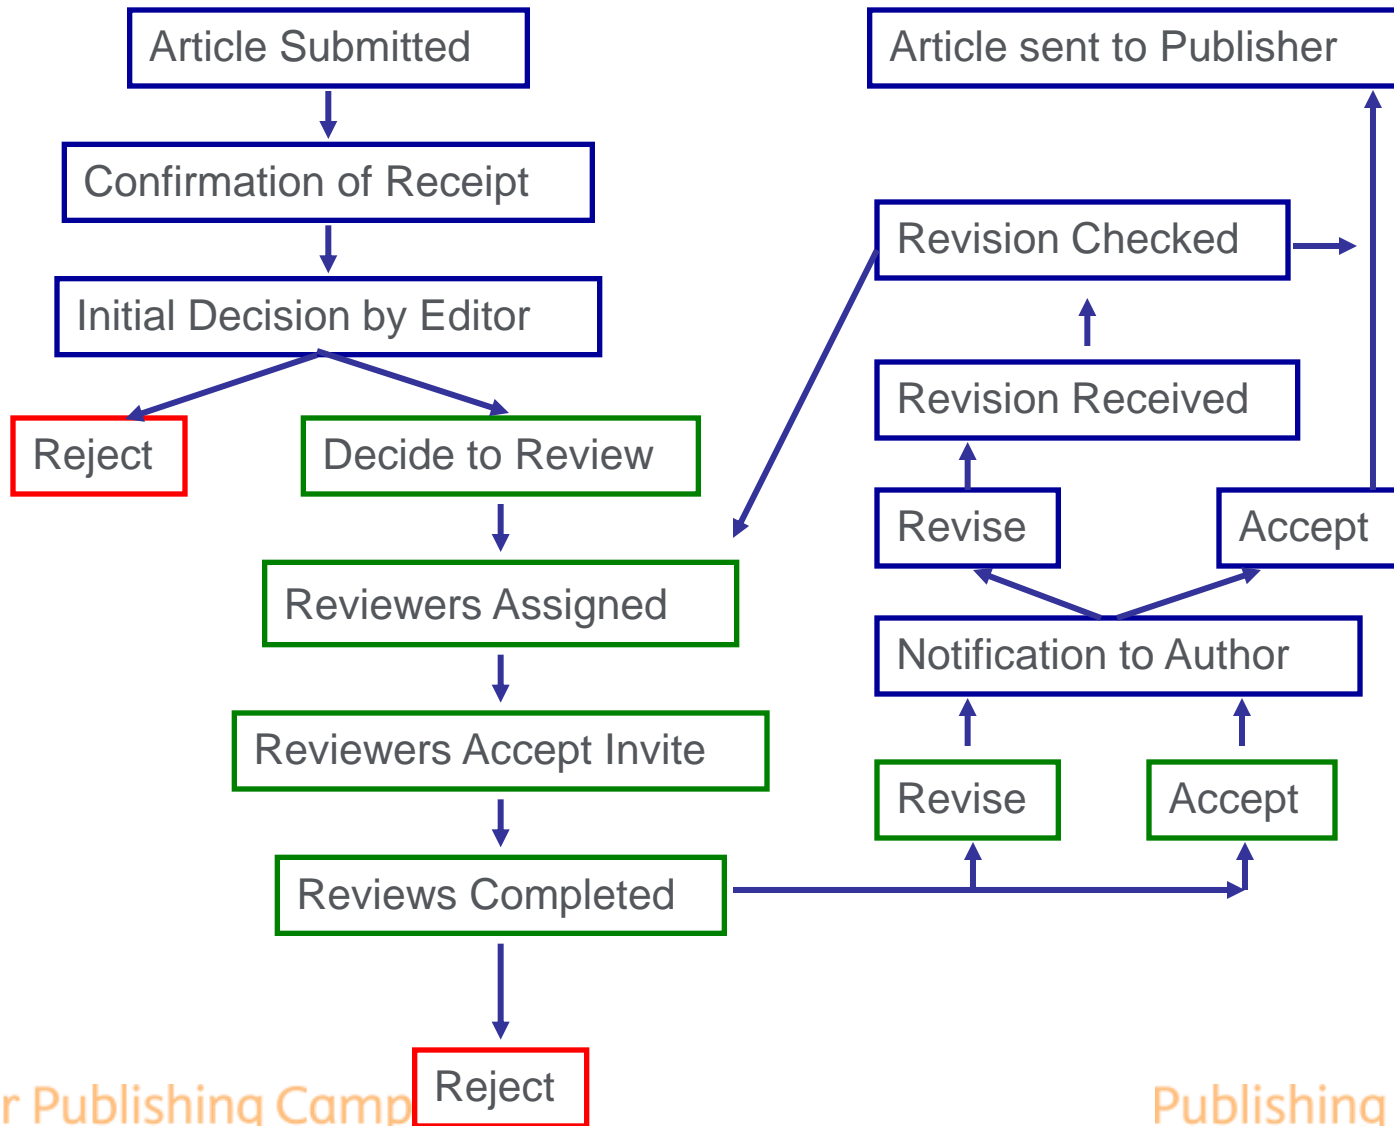 Article Submitted
Confirmation of Receipt
Initial Decision by Editor
Reject
Decide to Review
Reviewers Assigned
Reviewers Accept Invite
Reviews Completed
Reject
Article sent to Publisher
Revision Checked
Revision Received
Revise
Accept
Notification to Author
Revise
Accept
r Publishing Camp
Publishing